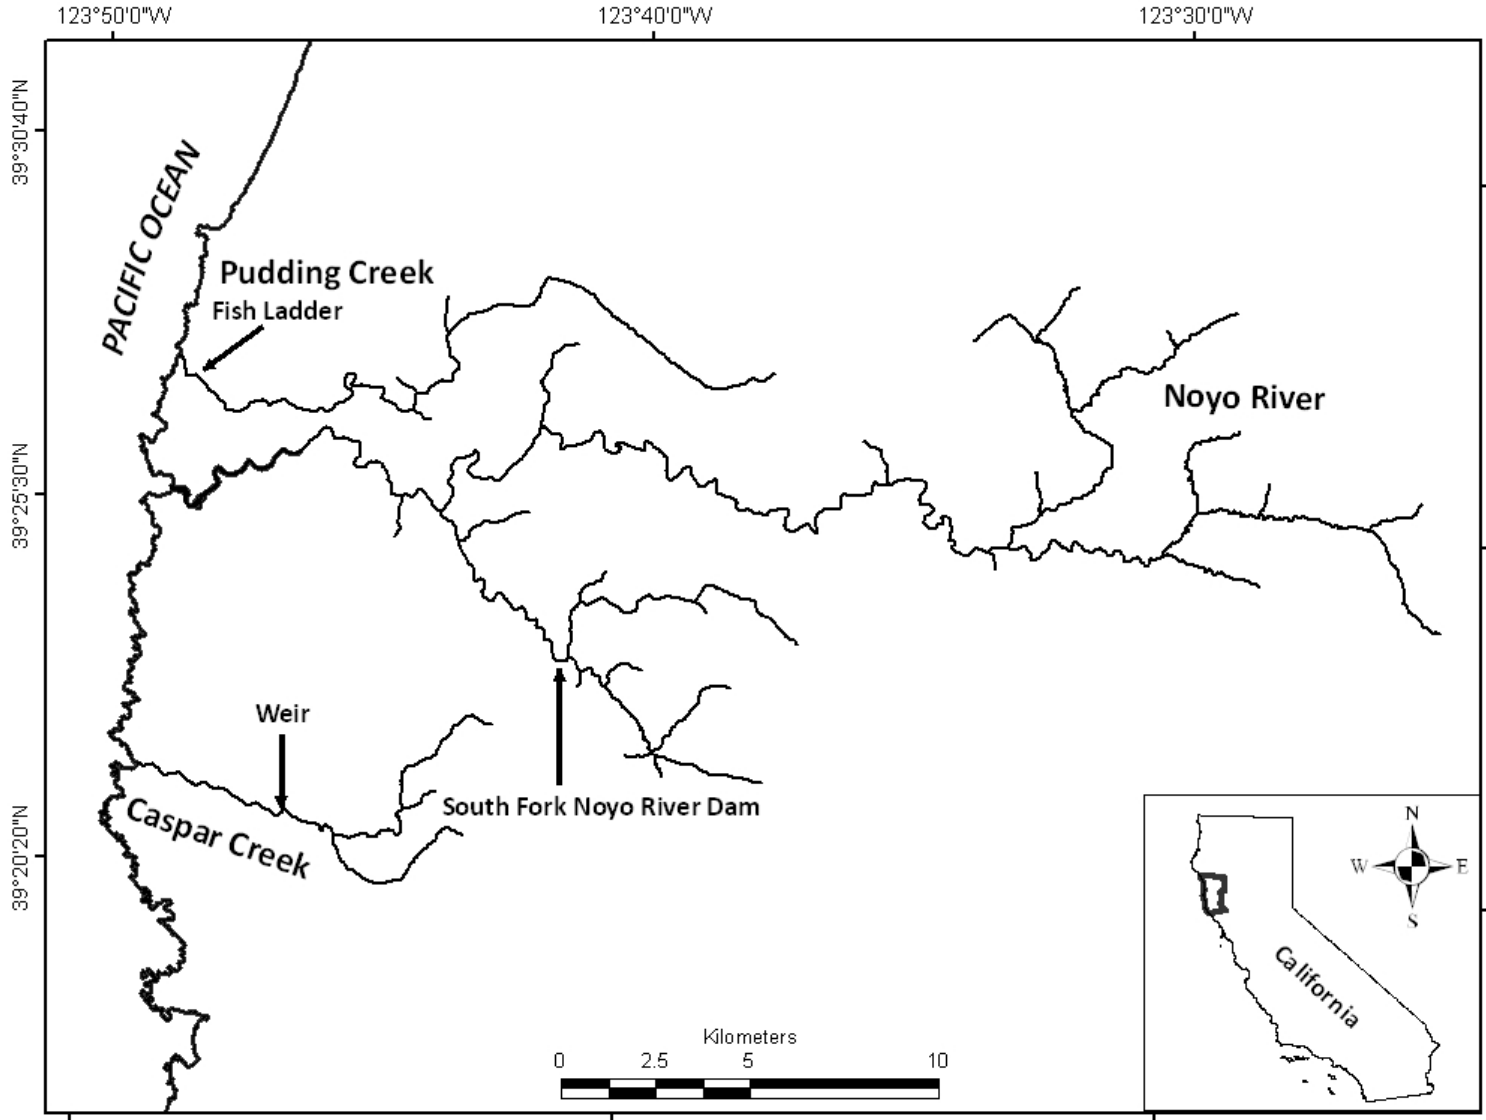 123°50'0"W
123°40'0"W
123°30'0"W
39°30'40"N
PACIFIC OCEAN
Pudding Creek
Fish Ladder
Noyo River
39°25'30"N
Weir
South Fork Noyo River Dam
Caspar Creek
39°20'20"N
N
W
E
S
California
Kilometers
0 2.5 5 10